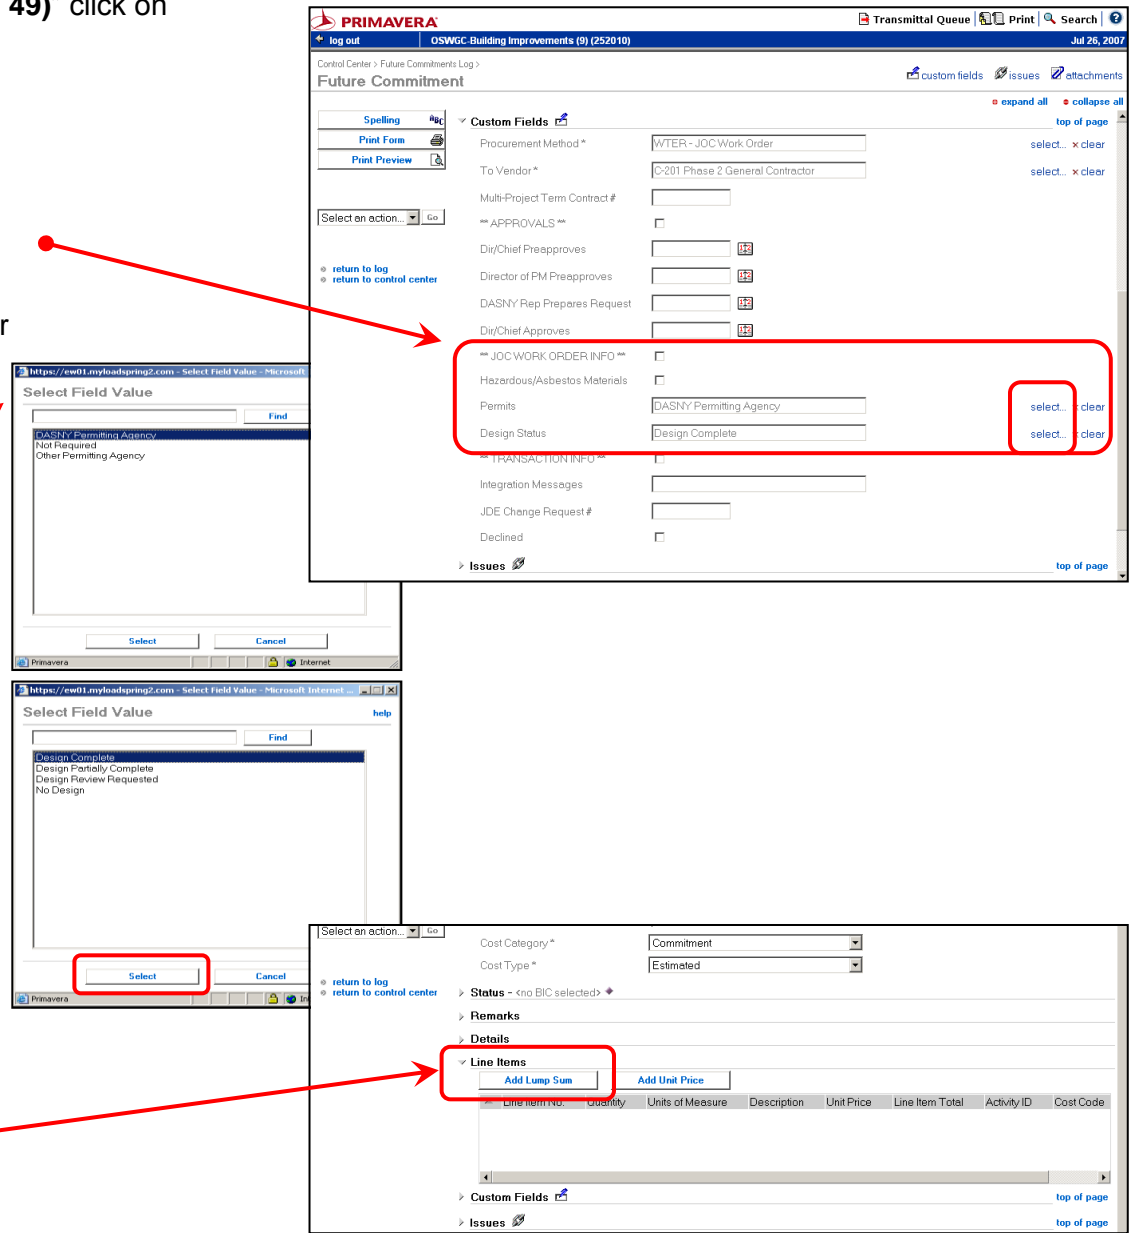 49)" click on
r
PRIMAVERA
Transmittal Queue | Print | Search |
log out OSWGC-Building Improvements (9) (252010) Jul 26, 2007
Control Center > Future Commitments Log >
Future Commitment
custom fields issues attachments
expand all collapse all
Spelling
Print Form
Print Preview
Select an action... Go
return to log
return to control center
Custom Fields top of page
Procurement Method * WTER - JOC Work Order select... x clear
To Vendor * C-201 Phase 2 General Contractor select... x clear
Multi-Project Term Contract #
** APPROVALS **
Dir/Chief Preapproves
Director of PM Preapproves
DASNY Rep Prepares Request
Dir/Chief Approves
** JOC WORK ORDER INFO **
Hazardous/Asbestos Materials
Permits DASNY Permitting Agency select... x clear
Design Status Design Complete select... clear
** TRANSACTION INFO **
Integration Messages
JDE Change Request #
Declined
Issues top of page
https://ew01.myloadspring2.com - Select Field Value - Microsoft
Select Field Value
Find
DASNY Permitting Agency
Not Required
Other Permitting Agency
Select Cancel
Primavera Internet
https://ew01.myloadspring2.com - Select Field Value - Microsoft Internet ...
Select Field Value help
Find
Design Complete
Design Partially Complete
Design Review Requested
No Design
Select Cancel
Primavera Int
Select an action... Go
return to log
return to control center
Cost Category * Commitment
Cost Type * Estimated
Status - <no BIC selected>
Remarks
Details
Line Items
Add Lump Sum Add Unit Price
Line Item No. Quantity Units of Measure Description Unit Price Line Item Total Activity ID Cost Code
Custom Fields top of page
Issues top of page